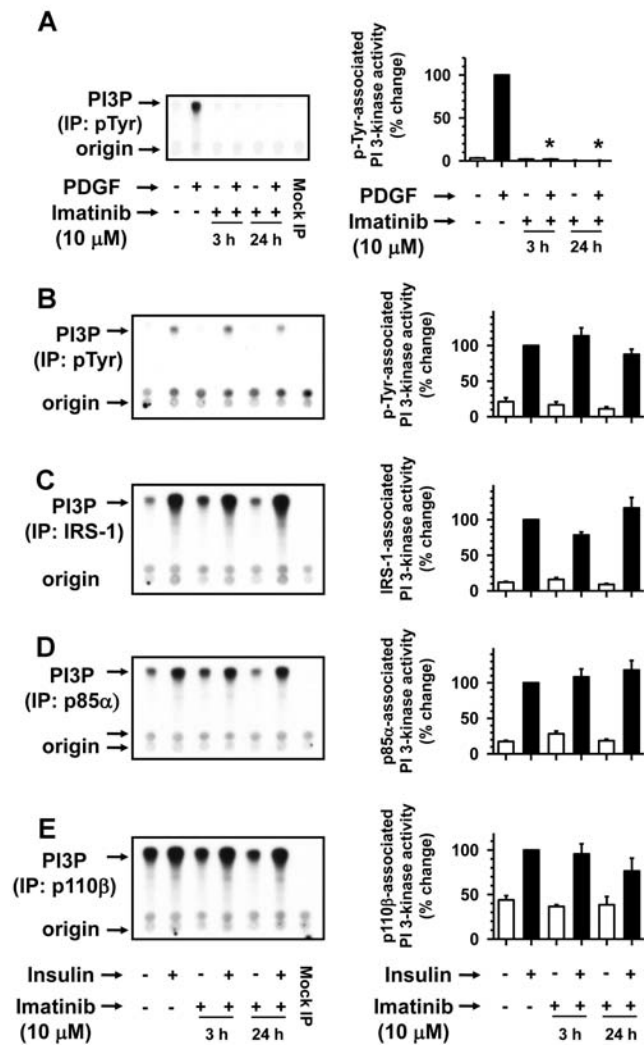 A
PI3P
(IP: pTyr)
origin
PDGF - + - + - + Mock IP
Imatinib - - + + + +
(10 µM) 3 h 24 h
p-Tyr-associated
PI 3-kinase activity
(% change)
100
50
0
* *
PDGF - + - + - +
Imatinib - - + + + +
(10 µM) 3 h 24 h
B
PI3P
(IP: pTyr)
origin
p-Tyr-associated
PI 3-kinase activity
(% change)
100
50
0
C
PI3P
(IP: IRS-1)
origin
IRS-1-associated
PI 3-kinase activity
(% change)
100
50
0
D
PI3P
(IP: p85α)
origin
p85α-associated
PI 3-kinase activity
(% change)
100
50
0
E
PI3P
(IP: p110β)
origin
p110β-associated
PI 3-kinase activity
(% change)
100
50
0
Insulin - + - + - + Mock IP
Imatinib - - + + + +
(10 µM) 3 h 24 h
Insulin - + - + - +
Imatinib - - + + + +
(10 µM) 3 h 24 h